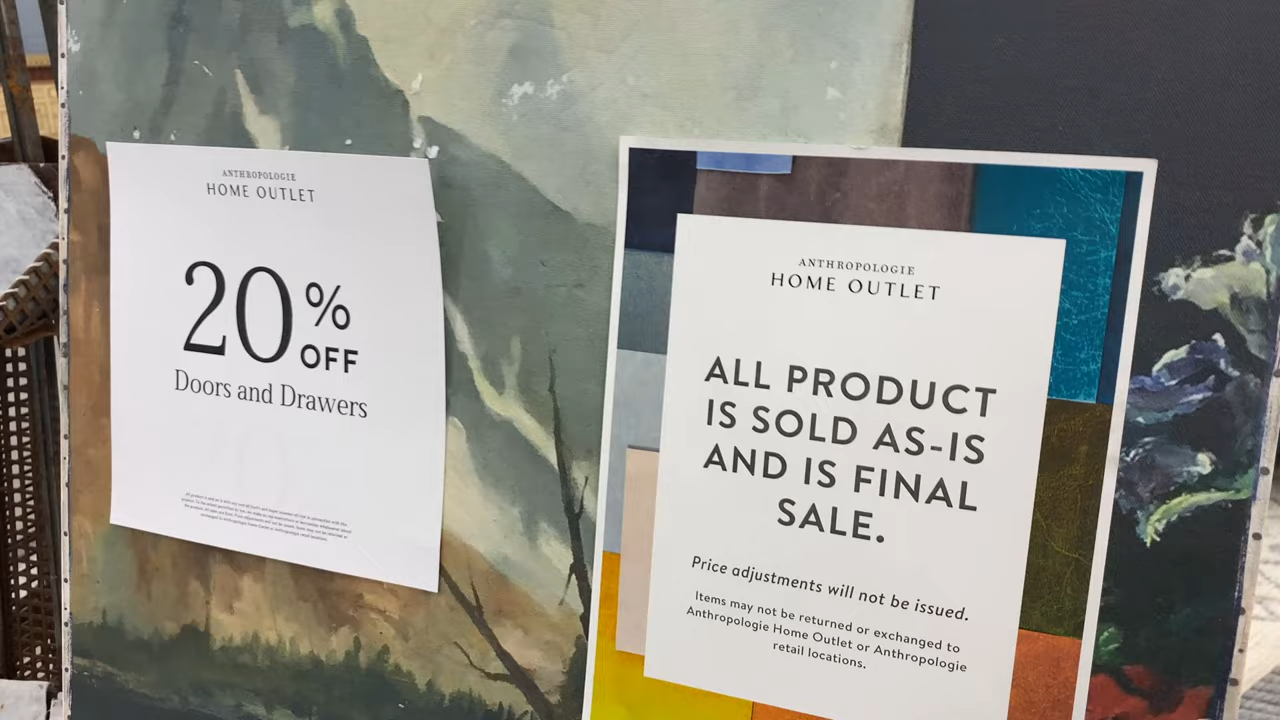 ANTHROPOLOGIE
HOME OUTLET
20% OFF
Doors and Drawers
ANTHROPOLOGIE
HOME OUTLET
ALL PRODUCT
IS SOLD AS-IS
AND IS FINAL
SALE.
Price adjustments will not be issued.
Items may not be returned or exchanged to
Anthropologie Home Outlet or Anthropologie
retail locations.